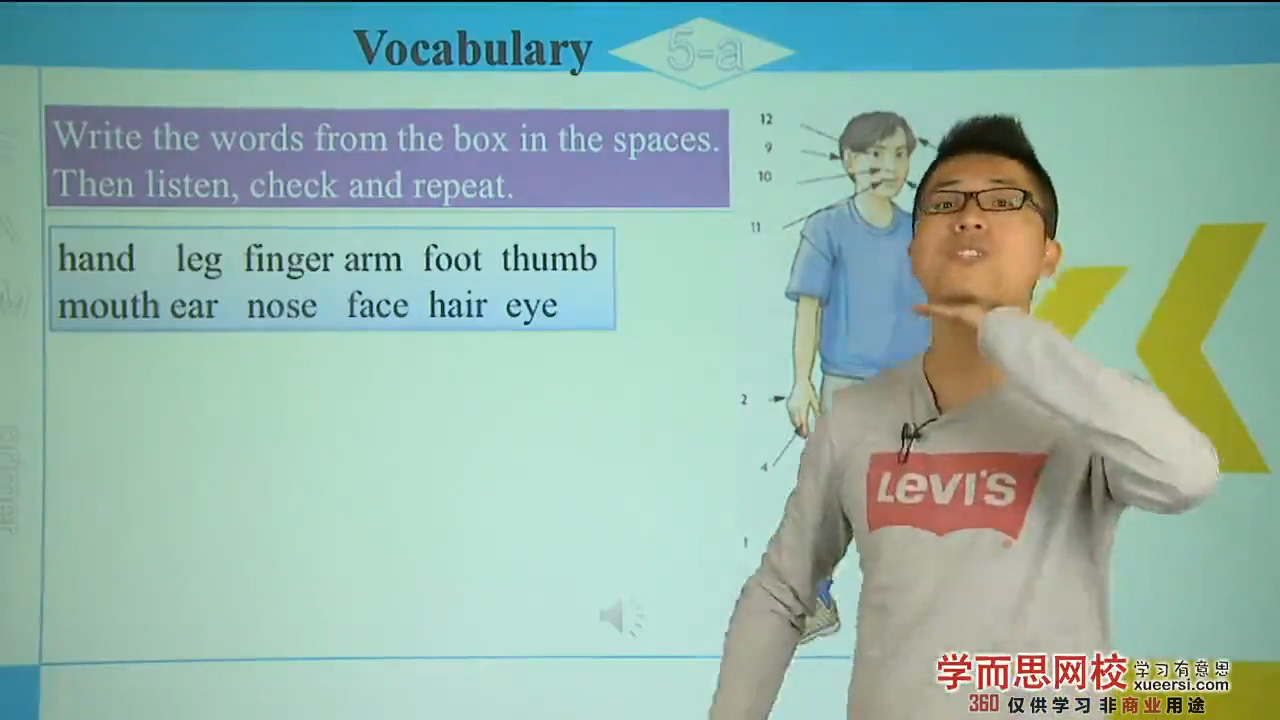 Vocabulary 5-a
Write the words from the box in the spaces.
Then listen, check and repeat.
hand leg finger arm foot thumb
mouth ear nose face hair eye
12
9
10
11
2
4
1
LEVI'S
学而思网校 学习有意思
xueersi.com
360 仅供学习 非商业用途